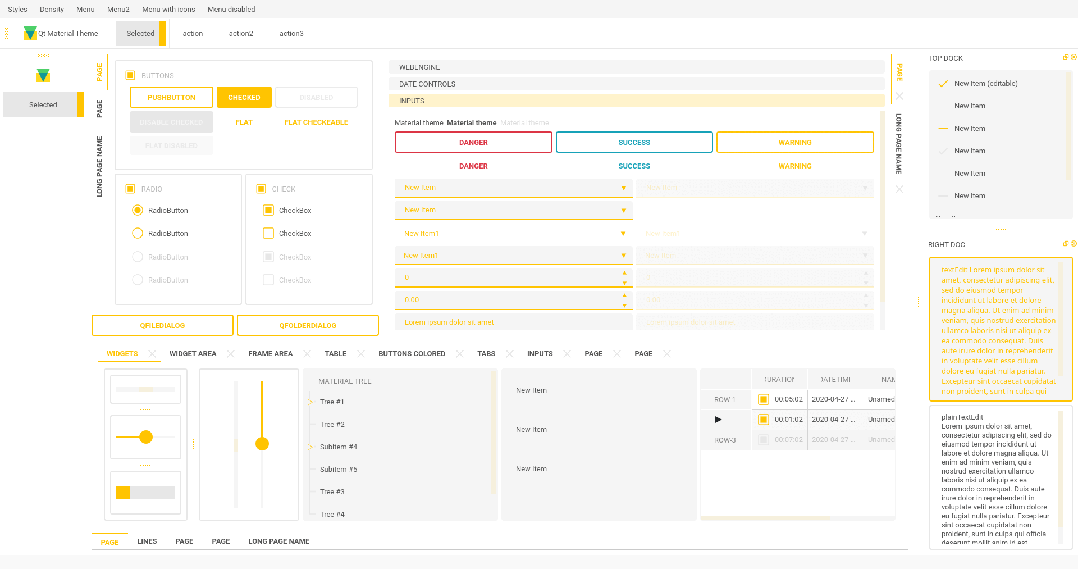 Styles Density Menu Menu2 Menu with icons Menu disabled
Qt Material Theme Selected action action2 action3
Selected
PAGE
PAGE
LONG PAGE NAME
BUTTONS
PUSHBUTTON CHECKED DISABLED
DISABLE CHECKED FLAT FLAT CHECKEABLE
FLAT DISABLED
RADIO
RadioButton
RadioButton
RadioButton
RadioButton
CHECK
CheckBox
CheckBox
CheckBox
CheckBox
QFILEDIALOG QFOLDERDIALOG
WEBENGINE
DATE CONTROLS
INPUTS
Material theme Material theme Material theme
DANGER SUCCESS WARNING
DANGER SUCCESS WARNING
New Item New Item
New Item
New Item1 New Item1
New Item1 New Item
0 0
0.00 0.00
Lorem ipsum dolor sit amet Lorem ipsum dolor sit amet
PAGE
LONG PAGE NAME
TOP DOCK
New Item (editable)
New Item
New Item
New Item
New Item
New Item
RIGHT DOC
textEdit Lorem ipsum dolor sit
amet, consectetur adipiscing elit,
sed do eiusmod tempor
incididunt ut labore et dolore
magna aliqua. Ut enim ad minim
veniam, quis nostrud exercitation
ullamco laboris nisi ut aliquip ex
ea commodo consequat. Duis
aute irure dolor in reprehenderit
in voluptate velit esse cillum
dolore eu fugiat nulla pariatur.
Excepteur sint occaecat cupidatat
non proident, sunt in culpa qui
plainTextEdit
Lorem ipsum dolor sit amet,
consectetur adipiscing elit, sed do
eiusmod tempor incididunt ut
labore et dolore magna aliqua. Ut
enim ad minim veniam, quis
nostrud exercitation ullamco
laboris nisi ut aliquip ex ea
commodo consequat. Duis aute
irure dolor in reprehenderit in
voluptate velit esse cillum dolore
eu fugiat nulla pariatur. Excepteur
sint occaecat cupidatat non
proident, sunt in culpa qui officia
deserunt mollit anim id est
WIDGETS WIDGET AREA FRAME AREA TABLE BUTTONS COLORED TABS INPUTS PAGE PAGE
MATERIAL TREE
Tree #1
Tree #2
Subitem #4
Subitem #5
Tree #3
Tree #4
New Item
New Item
New Item
DURATION DATE TIME NAM
ROW-1 00:05:02 2020-04-27 ... Unamed
00:01:02 2020-04-27 ... Unamed
ROW-3 00:07:02 2020-04-27 ... Unamed
PAGE LINES PAGE PAGE LONG PAGE NAME